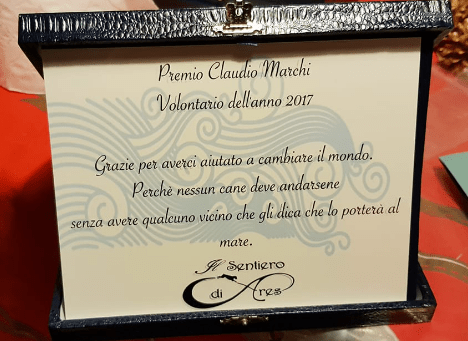 Premio Claudio Marchi
Volontario dell'anno 2017
Grazie per averci aiutato a cambiare il mondo.
Perchè nessun cane deve andarsene
senza avere qualcuno vicino che gli dica che lo porterà al
mare.
Il Sentiero
di Ares